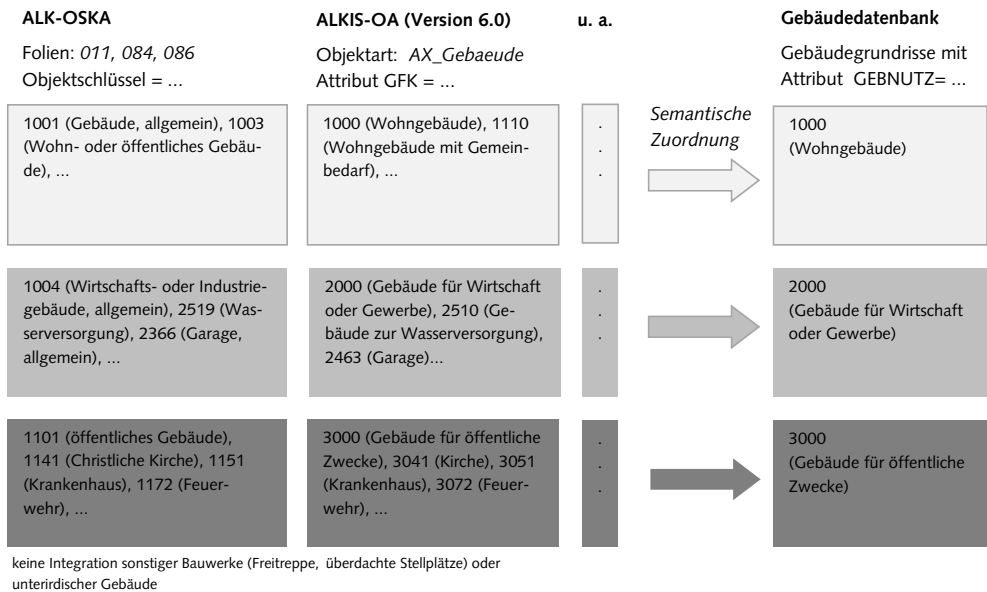 ALK-OSKA
Folien: 011, 084, 086
Objektschlüssel = ...
ALKIS-OA (Version 6.0)
Objektart: AX_Gebaeude
Attribut GFK = ...
u. a.
Gebäudedatenbank
Gebäudegrundrisse mit
Attribut GEBNUTZ= ...
1001 (Gebäude, allgemein), 1003
(Wohn- oder öffentliches Gebäu-
de), ...
1000 (Wohngebäude), 1110
(Wohngebäude mit Gemein-
bedarf), ...
.
.
.
Semantische
Zuordnung
1000
(Wohngebäude)
1004 (Wirtschafts- oder Industrie-
gebäude, allgemein), 2519 (Was-
serversorgung), 2366 (Garage,
allgemein), ...
2000 (Gebäude für Wirtschaft
oder Gewerbe), 2510 (Ge-
bäude zur Wasserversorgung),
2463 (Garage)...
.
.
.
2000
(Gebäude für Wirtschaft
oder Gewerbe)
1101 (öffentliches Gebäude),
1141 (Christliche Kirche), 1151
(Krankenhaus), 1172 (Feuer-
wehr), ...
3000 (Gebäude für öffentliche
Zwecke), 3041 (Kirche), 3051
(Krankenhaus), 3072 (Feuer-
wehr), ...
.
.
.
3000
(Gebäude für öffentliche
Zwecke)
keine Integration sonstiger Bauwerke (Freitreppe, überdachte Stellplätze) oder
unterirdischer Gebäude